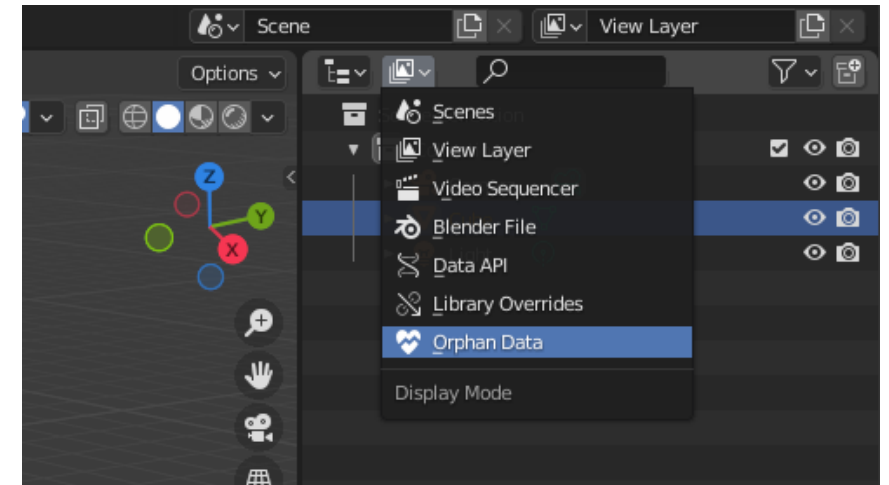 Scene
View Layer
Options
Scenes
View Layer
Video Sequencer
Blender File
Data API
Library Overrides
Orphan Data
Display Mode
Z
Y
X